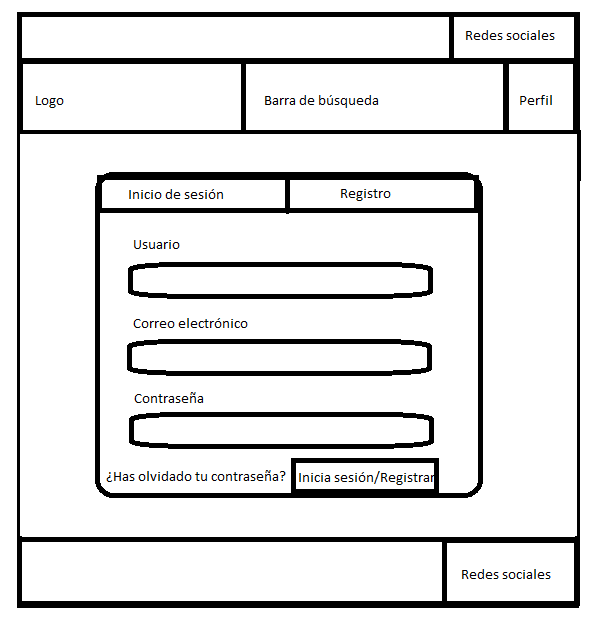 Redes sociales
Logo
Barra de búsqueda
Perfil
Inicio de sesión
Registro
Usuario
Correo electrónico
Contraseña
¿Has olvidado tu contraseña?
Inicia sesión/Registrar
Redes sociales